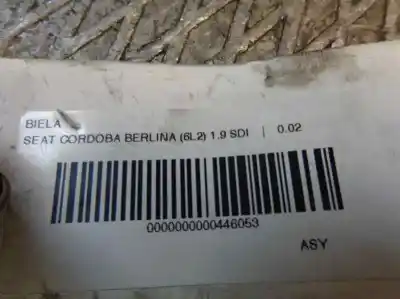 BIELA
SEAT CORDOBA BERLINA (6L2) 1.9 SDI | 0.02
0000000000446053
ASY